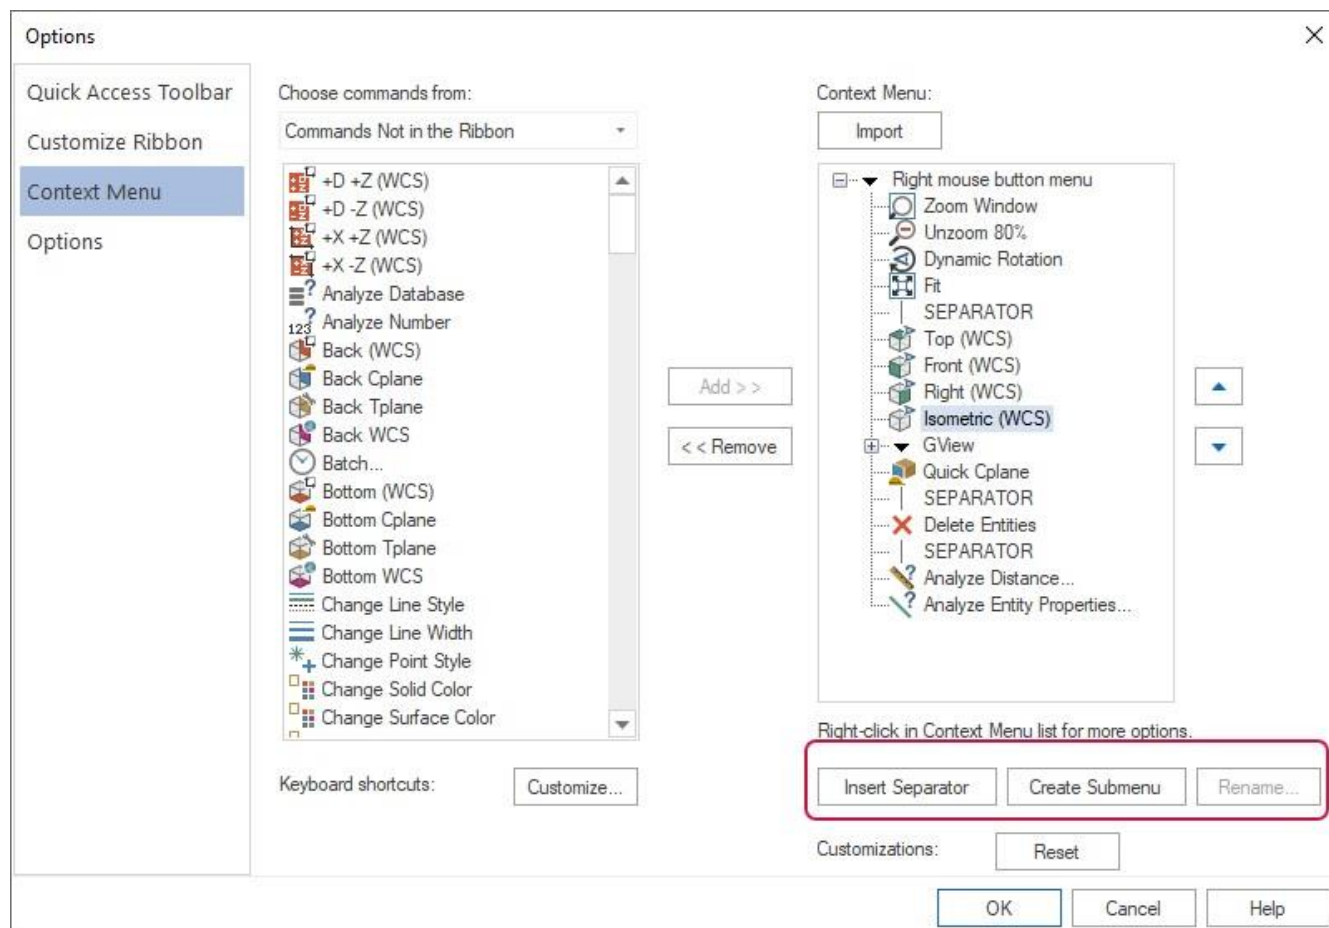 Options
Quick Access Toolbar
Customize Ribbon
Context Menu
Options
Choose commands from:
Commands Not in the Ribbon
+D +Z (WCS)
+D -Z (WCS)
+X +Z (WCS)
+X -Z (WCS)
Analyze Database
123 Analyze Number
Back (WCS)
Back Cplane
Back Tplane
Back WCS
Batch...
Bottom (WCS)
Bottom Cplane
Bottom Tplane
Bottom WCS
Change Line Style
Change Line Width
Change Point Style
Change Solid Color
Change Surface Color
Keyboard shortcuts:
Customize...
Add > >
< < Remove
Context Menu:
Import
Right mouse button menu
Zoom Window
Unzoom 80%
Dynamic Rotation
Fit
SEPARATOR
Top (WCS)
Front (WCS)
Right (WCS)
Isometric (WCS)
GView
Quick Cplane
SEPARATOR
Delete Entities
SEPARATOR
Analyze Distance...
Analyze Entity Properties...
Right-click in Context Menu list for more options.
Insert Separator
Create Submenu
Rename...
Customizations:
Reset
OK
Cancel
Help